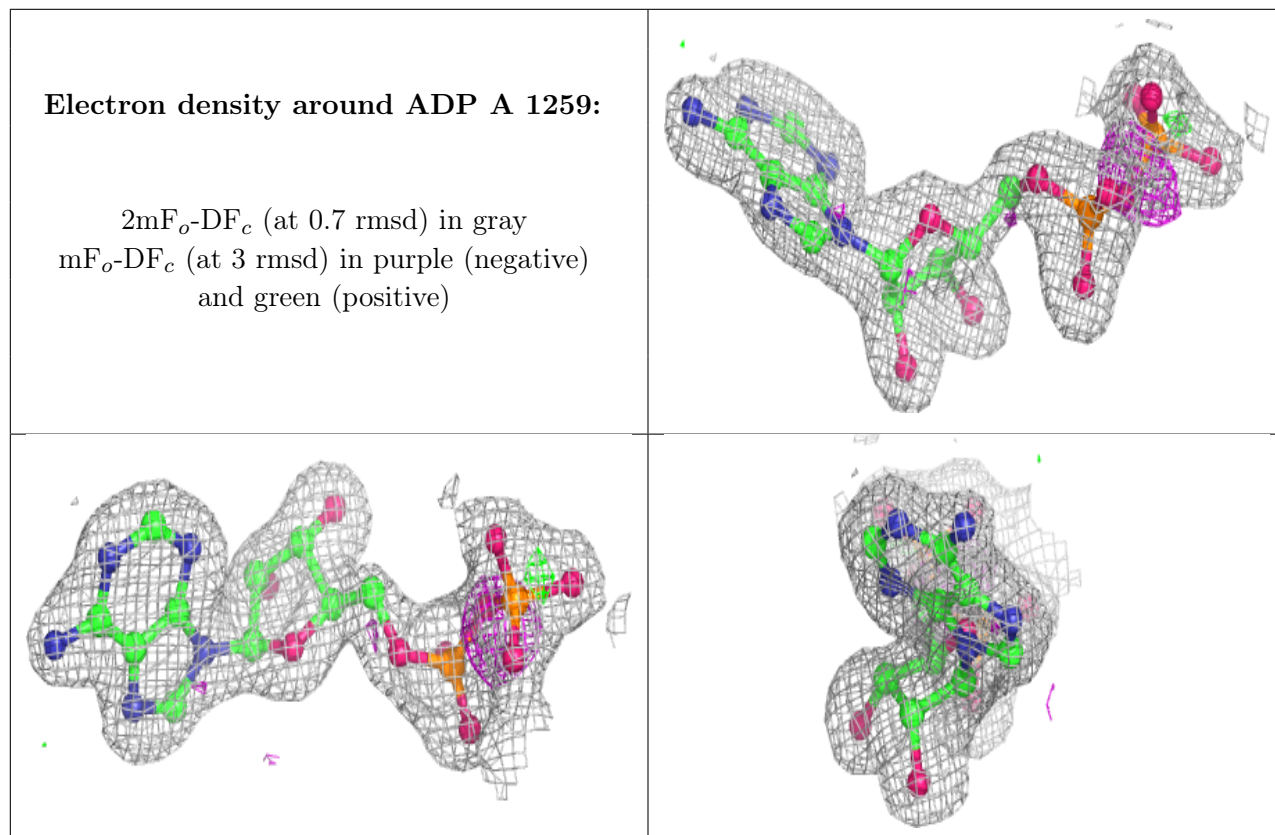 Electron density around ADP A 1259:
2mFo-DFc (at 0.7 rmsd) in gray
mFo-DFc (at 3 rmsd) in purple (negative)
and green (positive)